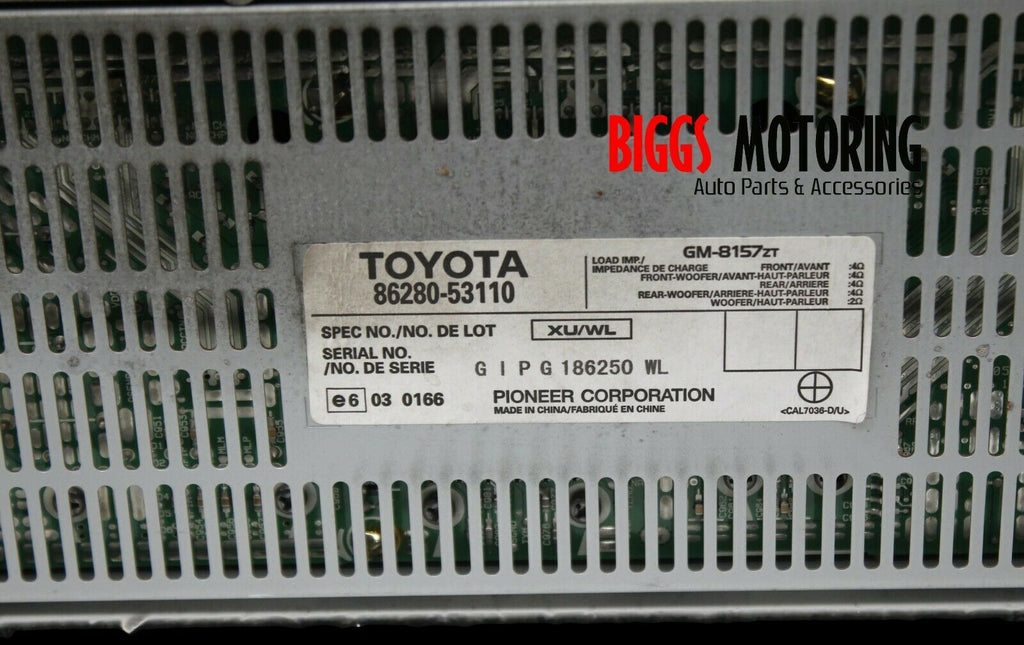 BIGGS MOTORING
Auto Parts & Accessories
TOYOTA
86280-53110
GM-8157ZT
LOAD IMP./
IMPEDANCE DE CHARGE FRONT/AVANT :4Ω
FRONT-WOOFER/AVANT-HAUT-PARLEUR :4Ω
REAR/ARRIERE :4Ω
REAR-WOOFER/ARRIERE-HAUT-PARLEUR :4Ω
WOOFER/HAUT-PARLEUR :2Ω
SPEC NO./NO. DE LOT XU/WL
SERIAL NO.
/NO. DE SERIE G I P G 186250 WL
e6 03 0166
PIONEER CORPORATION
MADE IN CHINA/FABRIQUÉ EN CHINE
<CAL7036-D/U>